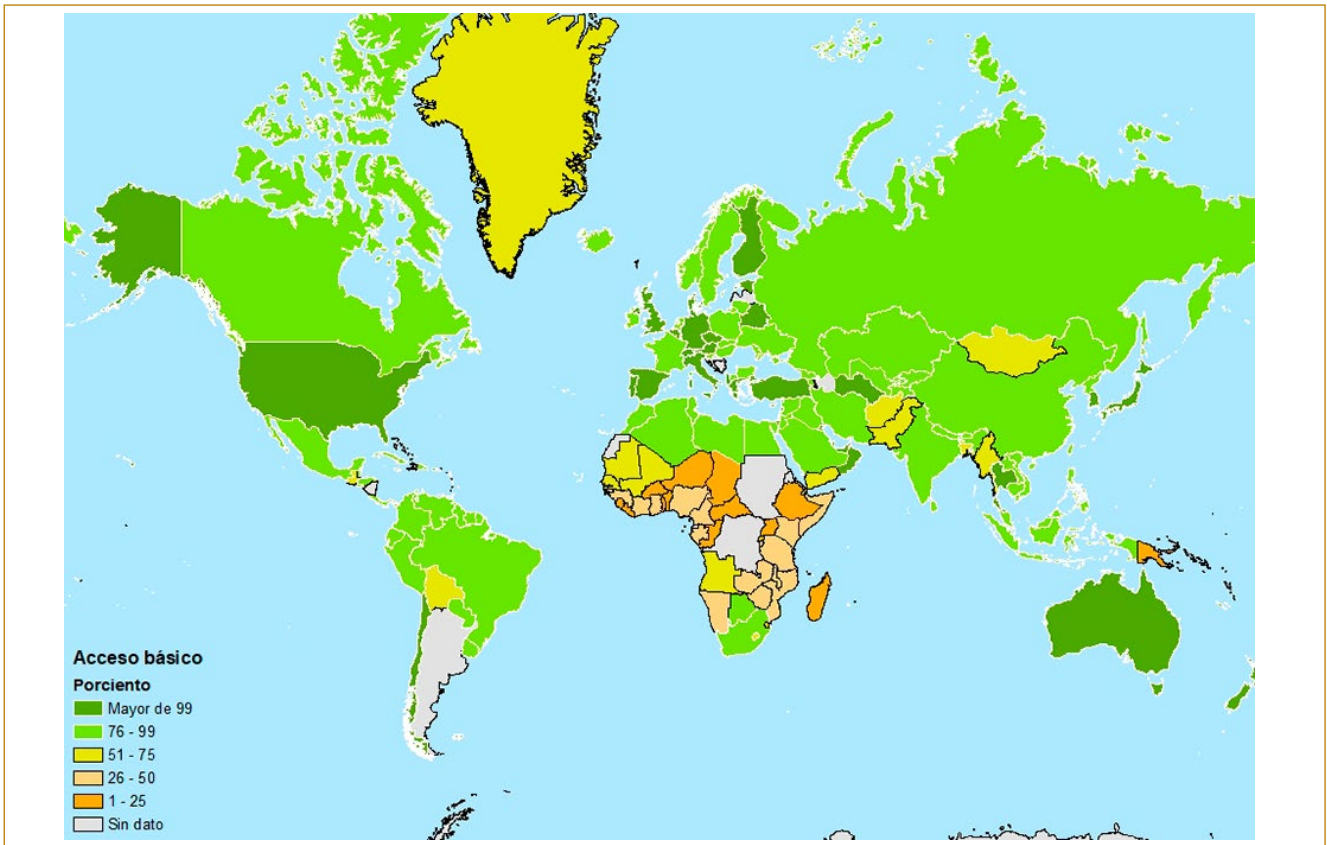 Acceso básico
Porciento
Mayor de 99
76 - 99
51 - 75
26 - 50
1 - 25
Sin dato